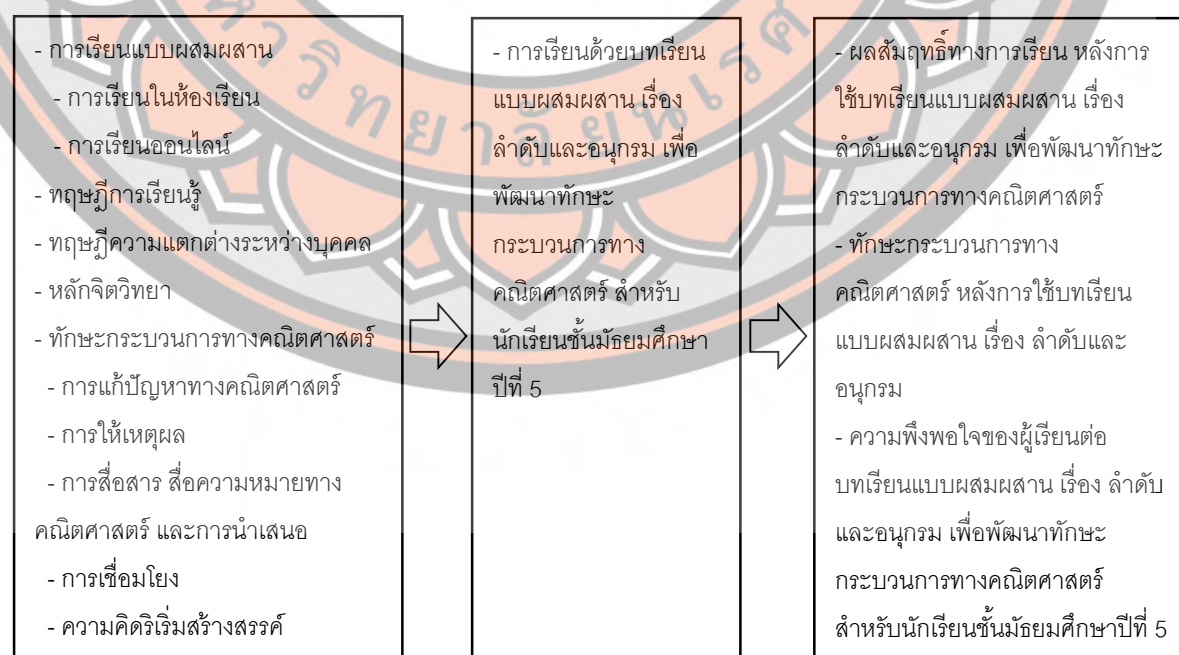 - การเรียนแบบผสมผสาน
- การเรียนในห้องเรียน
- การเรียนออนไลน์
- ทฤษฎีการเรียนรู้
- ทฤษฎีความแตกต่างระหว่างบุคคล
- หลักจิตวิทยา
- ทักษะกระบวนการทางคณิตศาสตร์
- การแก้ปัญหาทางคณิตศาสตร์
- การให้เหตุผล
- การสื่อสาร สื่อความหมายทาง
คณิตศาสตร์ และการนำเสนอ
- การเชื่อมโยง
- ความคิดริเริ่มสร้างสรรค์
- การเรียนด้วยบทเรียน
แบบผสมผสาน เรื่อง
ลำดับและอนุกรม เพื่อ
พัฒนาทักษะ
กระบวนการทาง
คณิตศาสตร์ สำหรับ
นักเรียนชั้นมัธยมศึกษา
ปีที่ 5
- ผลสัมฤทธิ์ทางการเรียน หลังการ
ใช้บทเรียนแบบผสมผสาน เรื่อง
ลำดับและอนุกรม เพื่อพัฒนาทักษะ
กระบวนการทางคณิตศาสตร์
- ทักษะกระบวนการทาง
คณิตศาสตร์ หลังการใช้บทเรียน
แบบผสมผสาน เรื่อง ลำดับและ
อนุกรม
- ความพึงพอใจของผู้เรียนต่อ
บทเรียนแบบผสมผสาน เรื่อง ลำดับ
และอนุกรม เพื่อพัฒนาทักษะ
กระบวนการทางคณิตศาสตร์
สำหรับนักเรียนชั้นมัธยมศึกษาปีที่ 5